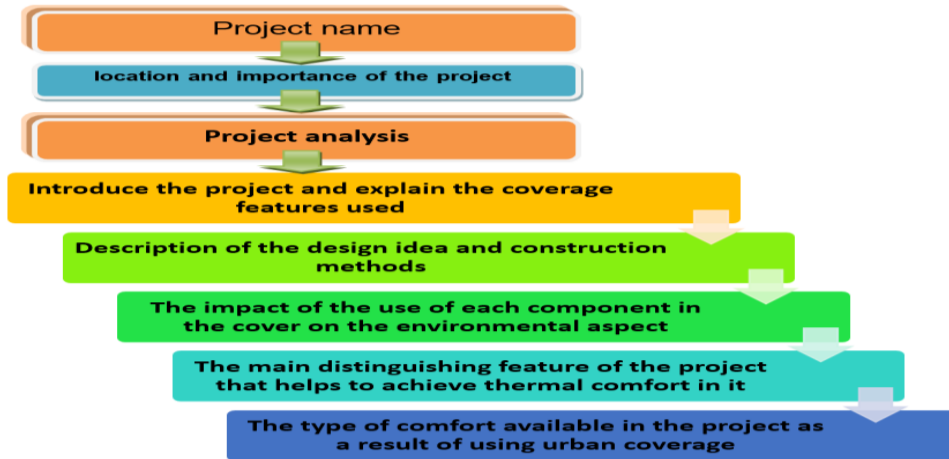 Project name
location and importance of the project
Project analysis
Introduce the project and explain the coverage
features used
Description of the design idea and construction
methods
The impact of the use of each component in
the cover on the environmental aspect
The main distinguishing feature of the project
that helps to achieve thermal comfort in it
The type of comfort available in the project as
a result of using urban coverage